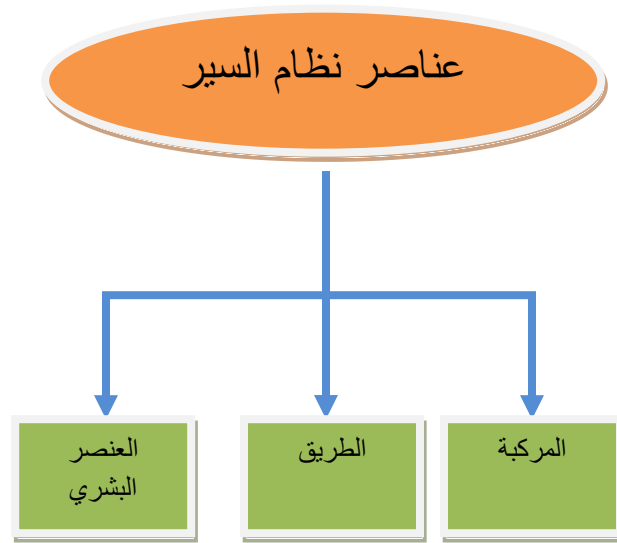 عناصر نظام السير
المركبة
الطريق
العنصر
البشري